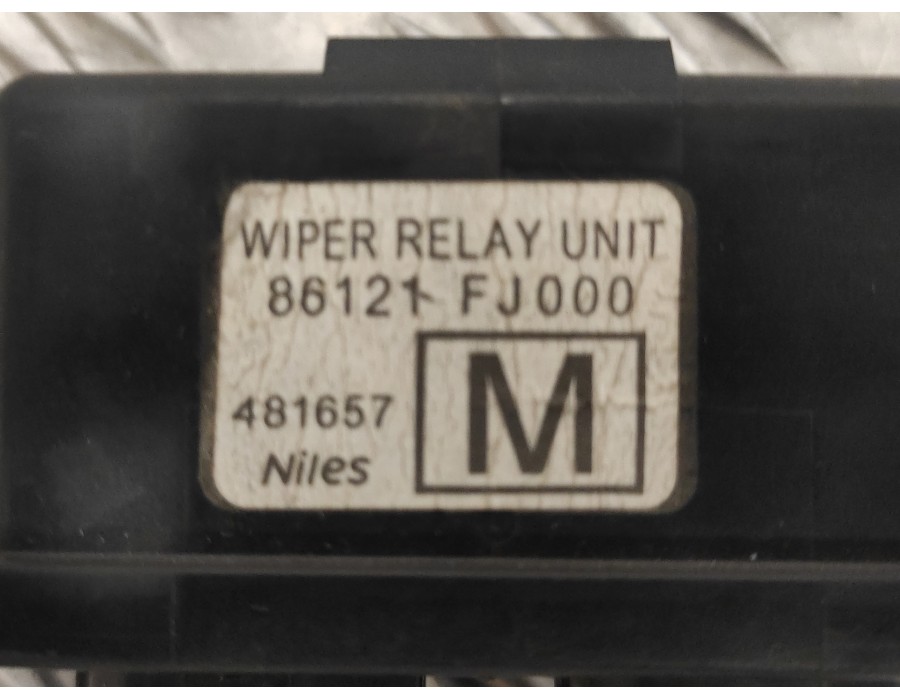 WIPER RELAY UNIT
86121 FJ000
481657
Niles
M